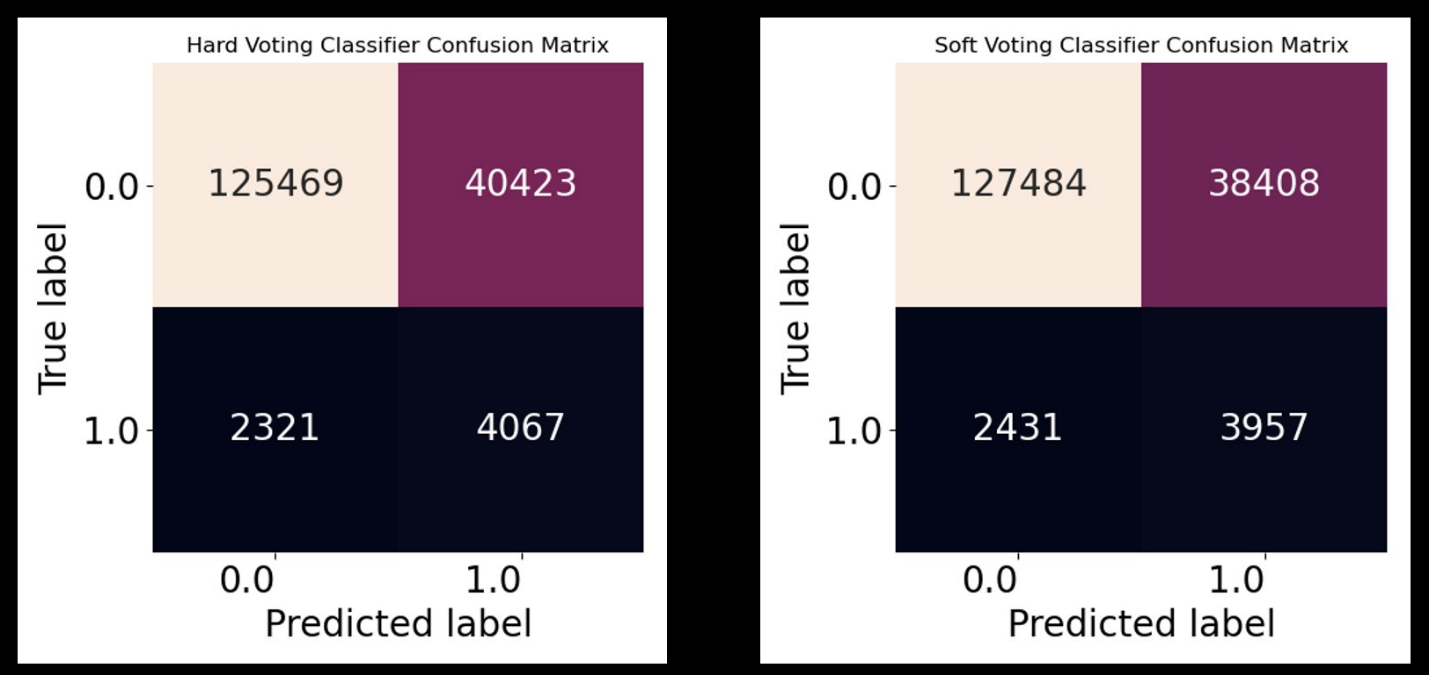 Hard Voting Classifier Confusion Matrix
True label
0.0
125469
40423
1.0
2321
4067
0.0
1.0
Predicted label
Soft Voting Classifier Confusion Matrix
True label
0.0
127484
38408
1.0
2431
3957
0.0
1.0
Predicted label